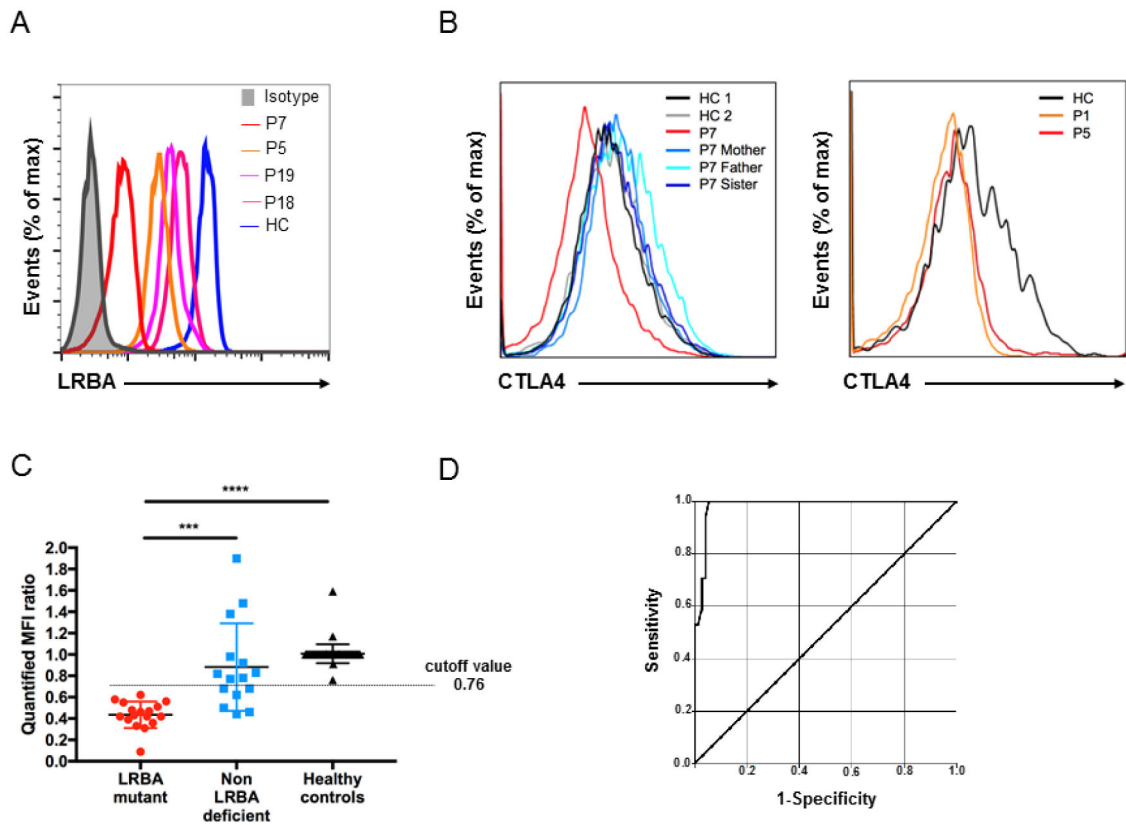 A
B
Isotype
P7
P5
P19
P18
HC
Events (% of max)
LRBA
HC 1
HC 2
P7
P7 Mother
P7 Father
P7 Sister
Events (% of max)
CTLA4
HC
P1
P5
Events (% of max)
CTLA4
C
D
****
***
2.0
1.8
1.6
1.4
1.2
1.0
0.8
0.6
0.4
0.2
0.0
Quantified MFI ratio
cutoff value
0.76
LRBA
mutant
Non
LRBA
deficient
Healthy
controls
1.0
0.8
0.6
0.4
0.2
0.0
Sensitivity
0.2 0.4 0.6 0.8 1.0
1-Specificity